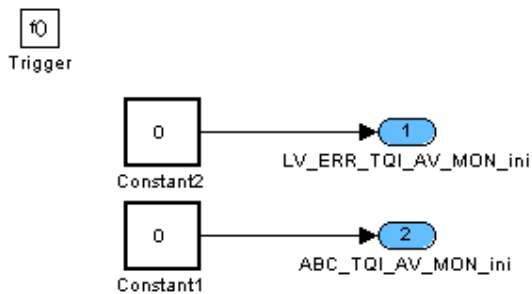 f()
Trigger
0
1
Constant2
LV_ERR_TQI_AV_MON_ini
0
2
Constant1
ABC_TQI_AV_MON_ini